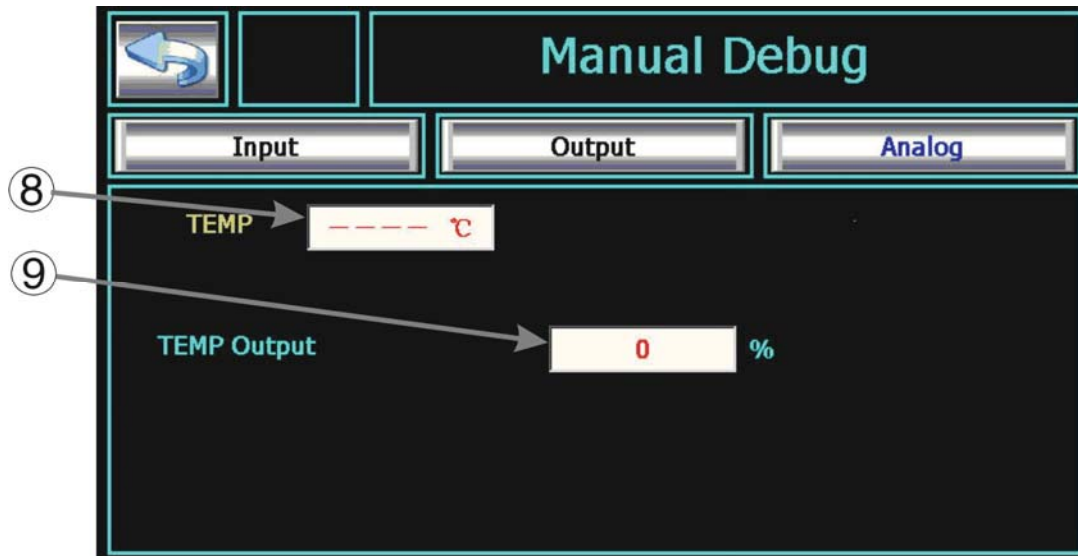 Manual Debug
Input Output Analog
⑧ TEMP ---- ℃
⑨ TEMP Output 0 %